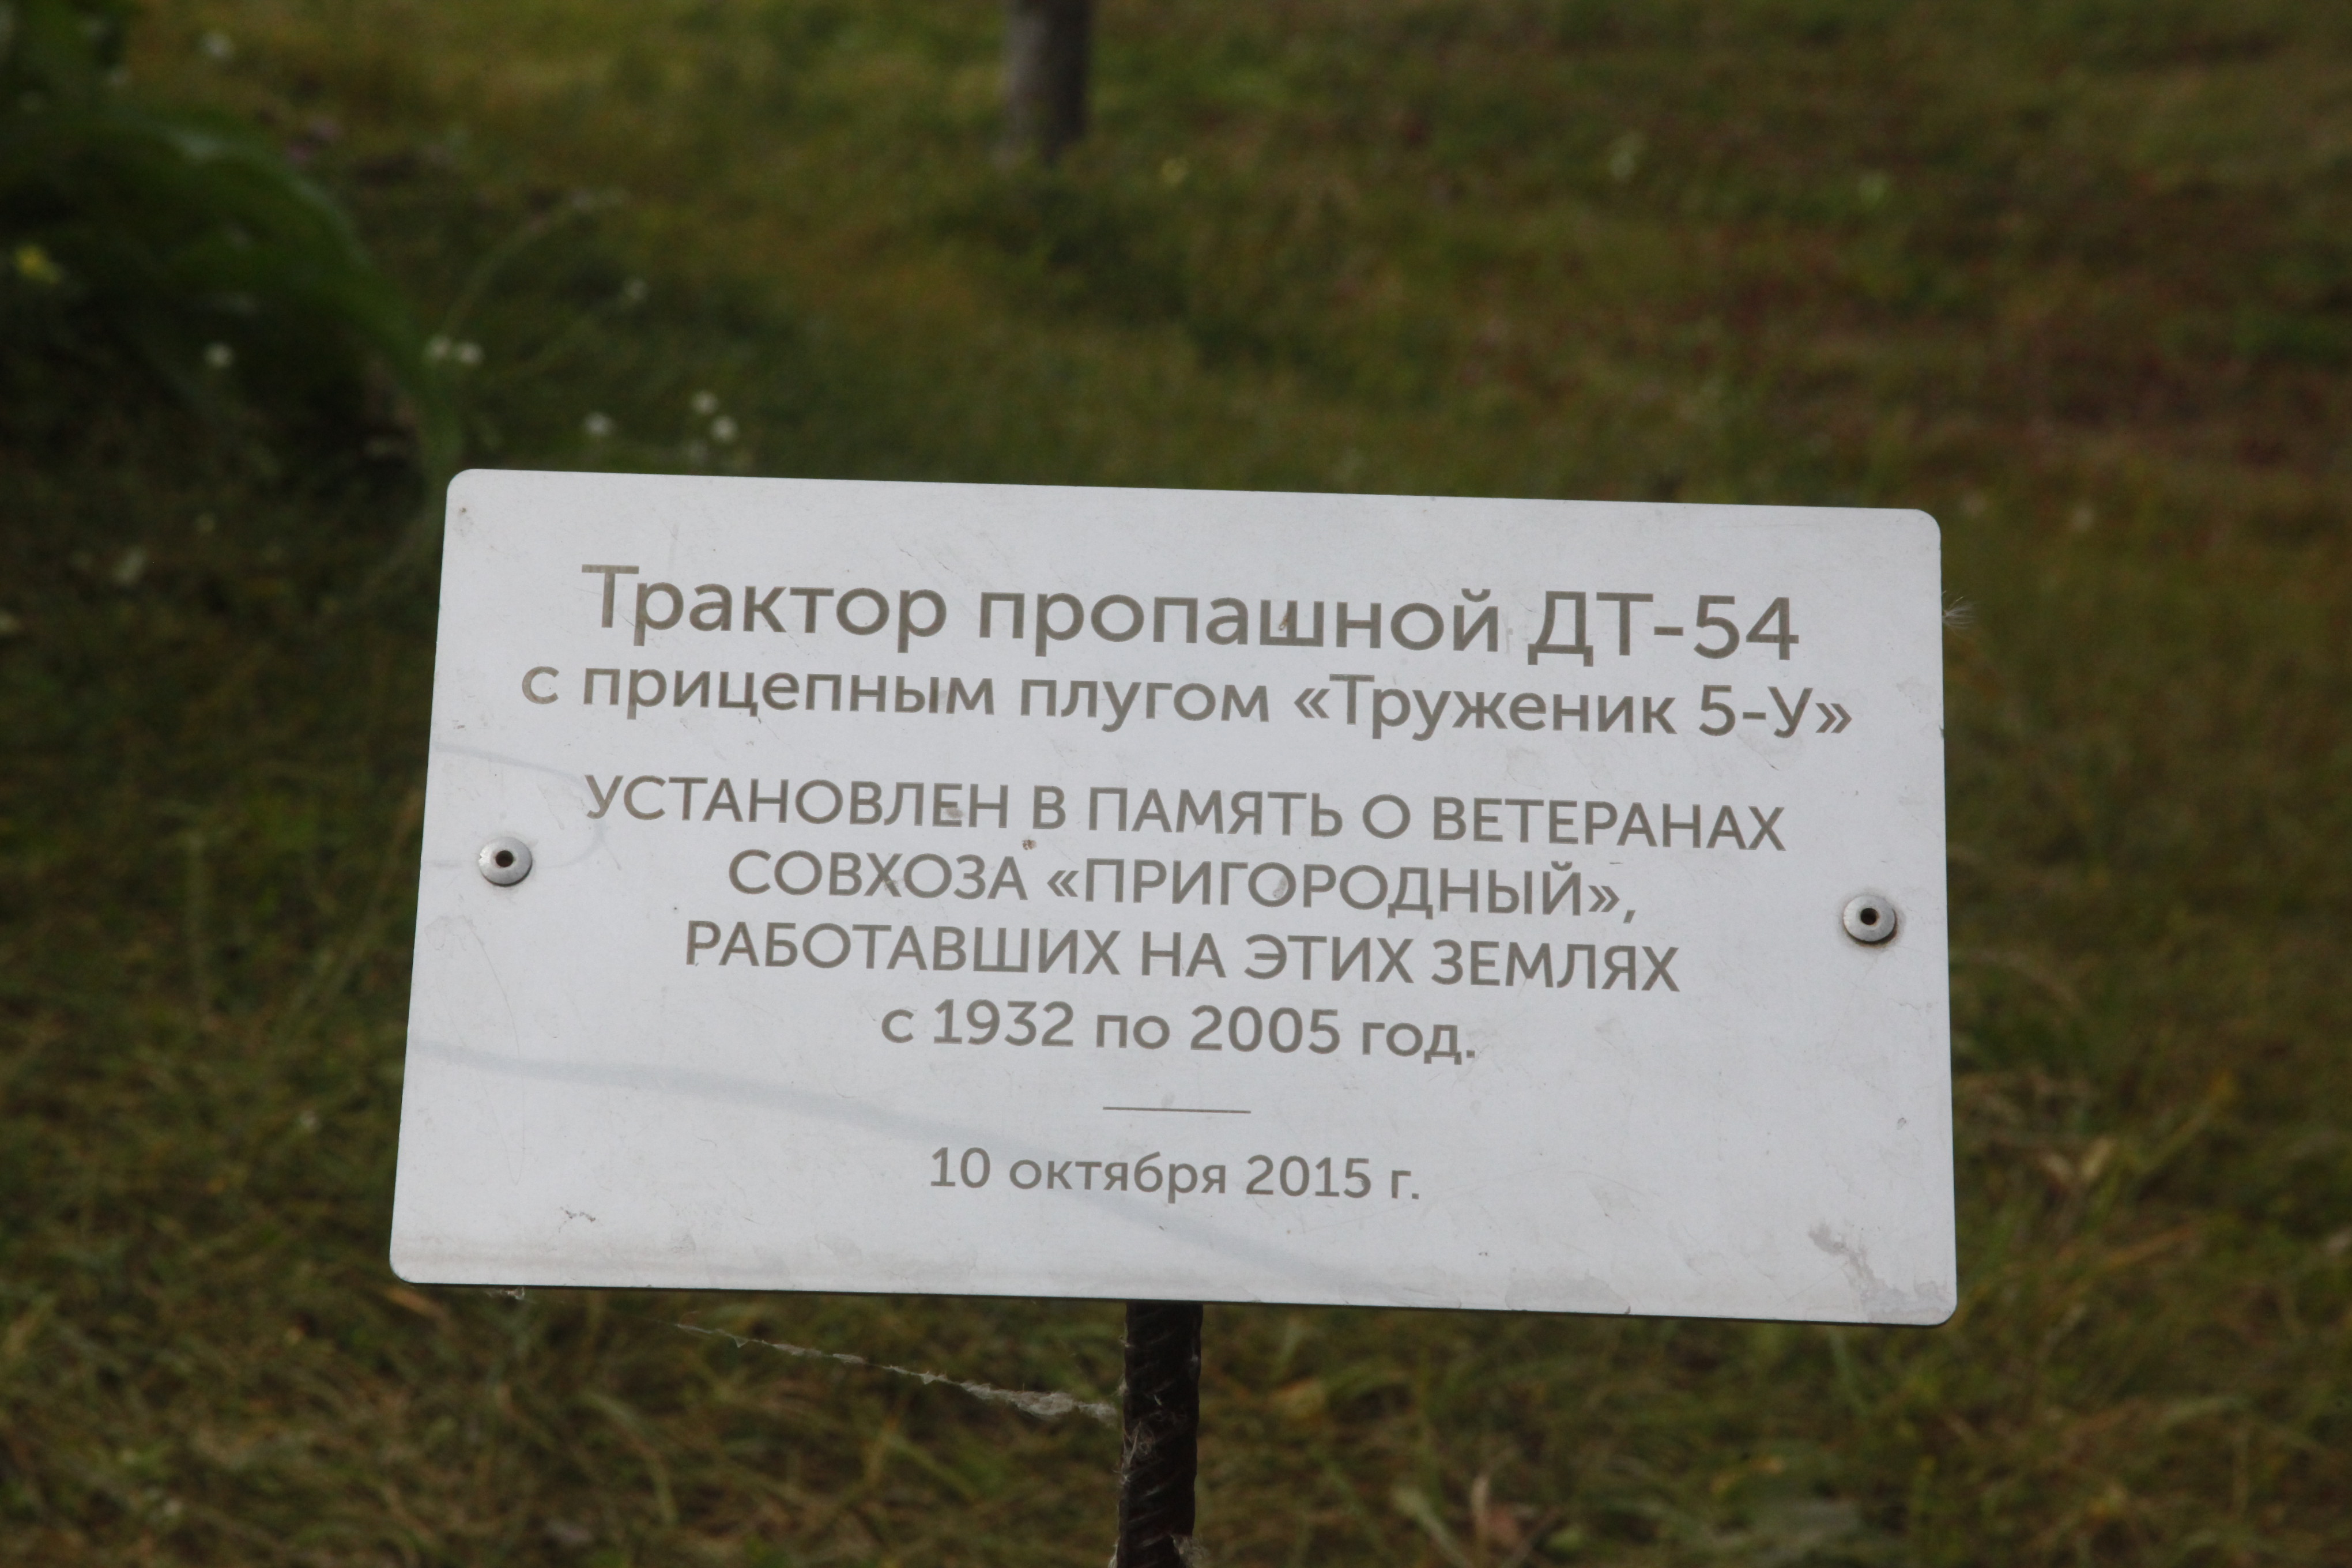 Трактор пропашной ДТ-54
с прицепным плугом «Труженик 5-У»
УСТАНОВЛЕН В ПАМЯТЬ О ВЕТЕРАНАХ
СОВХОЗА «ПРИГОРОДНЫЙ»,
РАБОТАВШИХ НА ЭТИХ ЗЕМЛЯХ
с 1932 по 2005 год.
10 октября 2015 г.